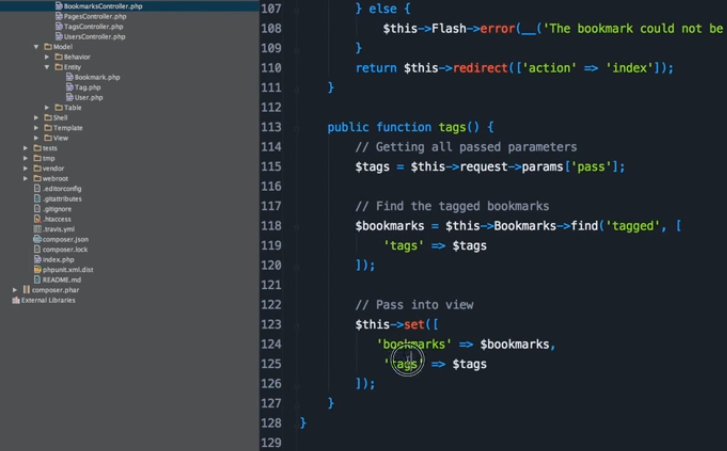 BookmarksController.php
PagesController.php
TagsController.php
UsersController.php
Model
Behavior
Entity
Bookmark.php
Tag.php
User.php
Table
Shell
Template
View
tests
tmp
vendor
webroot
.editorconfig
.gitattributes
.gitignore
.htaccess
.travis.yml
composer.json
composer.lock
index.php
phpunit.xml.dist
README.md
composer.phar
External Libraries
107 } else {
108 $this->Flash->error(__('The bookmark could not be
109 }
110 return $this->redirect(['action' => 'index']);
111 }
112
113 public function tags() {
114 // Getting all passed parameters
115 $tags = $this->request->params['pass'];
116
117 // Find the tagged bookmarks
118 $bookmarks = $this->Bookmarks->find('tagged', [
119 'tags' => $tags
120 ]);
121
122 // Pass into view
123 $this->set([
124 'bookmarks' => $bookmarks,
125 'tags' => $tags
126 ]);
127 }
128 }
129